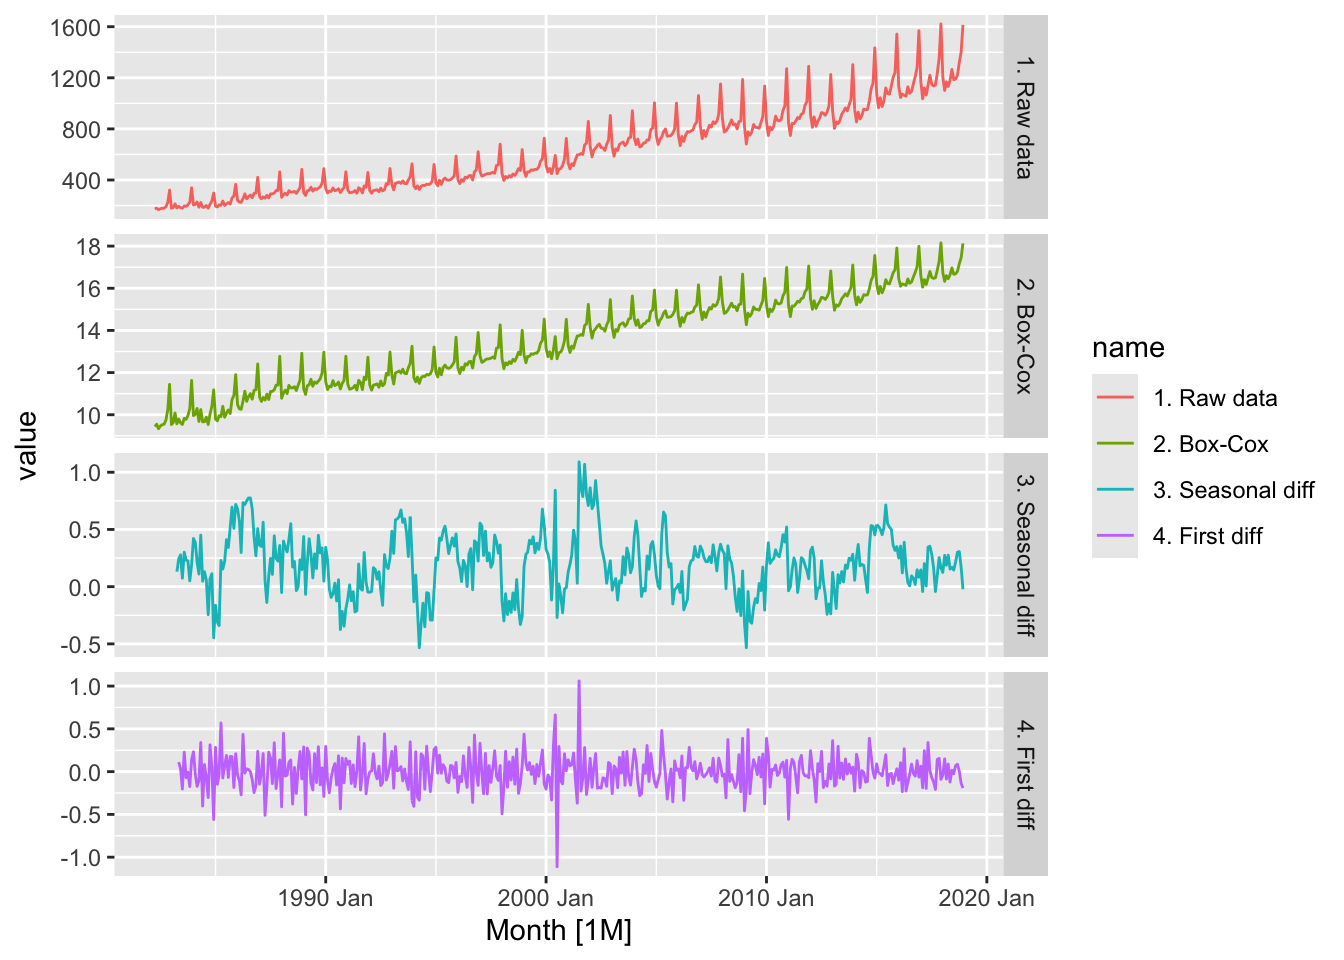 1600
1200
800
400
1. Raw data
18
16
14
12
10
2. Box-Cox
1.0
0.5
0.0
-0.5
3. Seasonal diff
1.0
0.5
0.0
-0.5
-1.0
4. First diff
1990 Jan
2000 Jan
2010 Jan
2020 Jan
Month [1M]
value
name
1. Raw data
2. Box-Cox
3. Seasonal diff
4. First diff